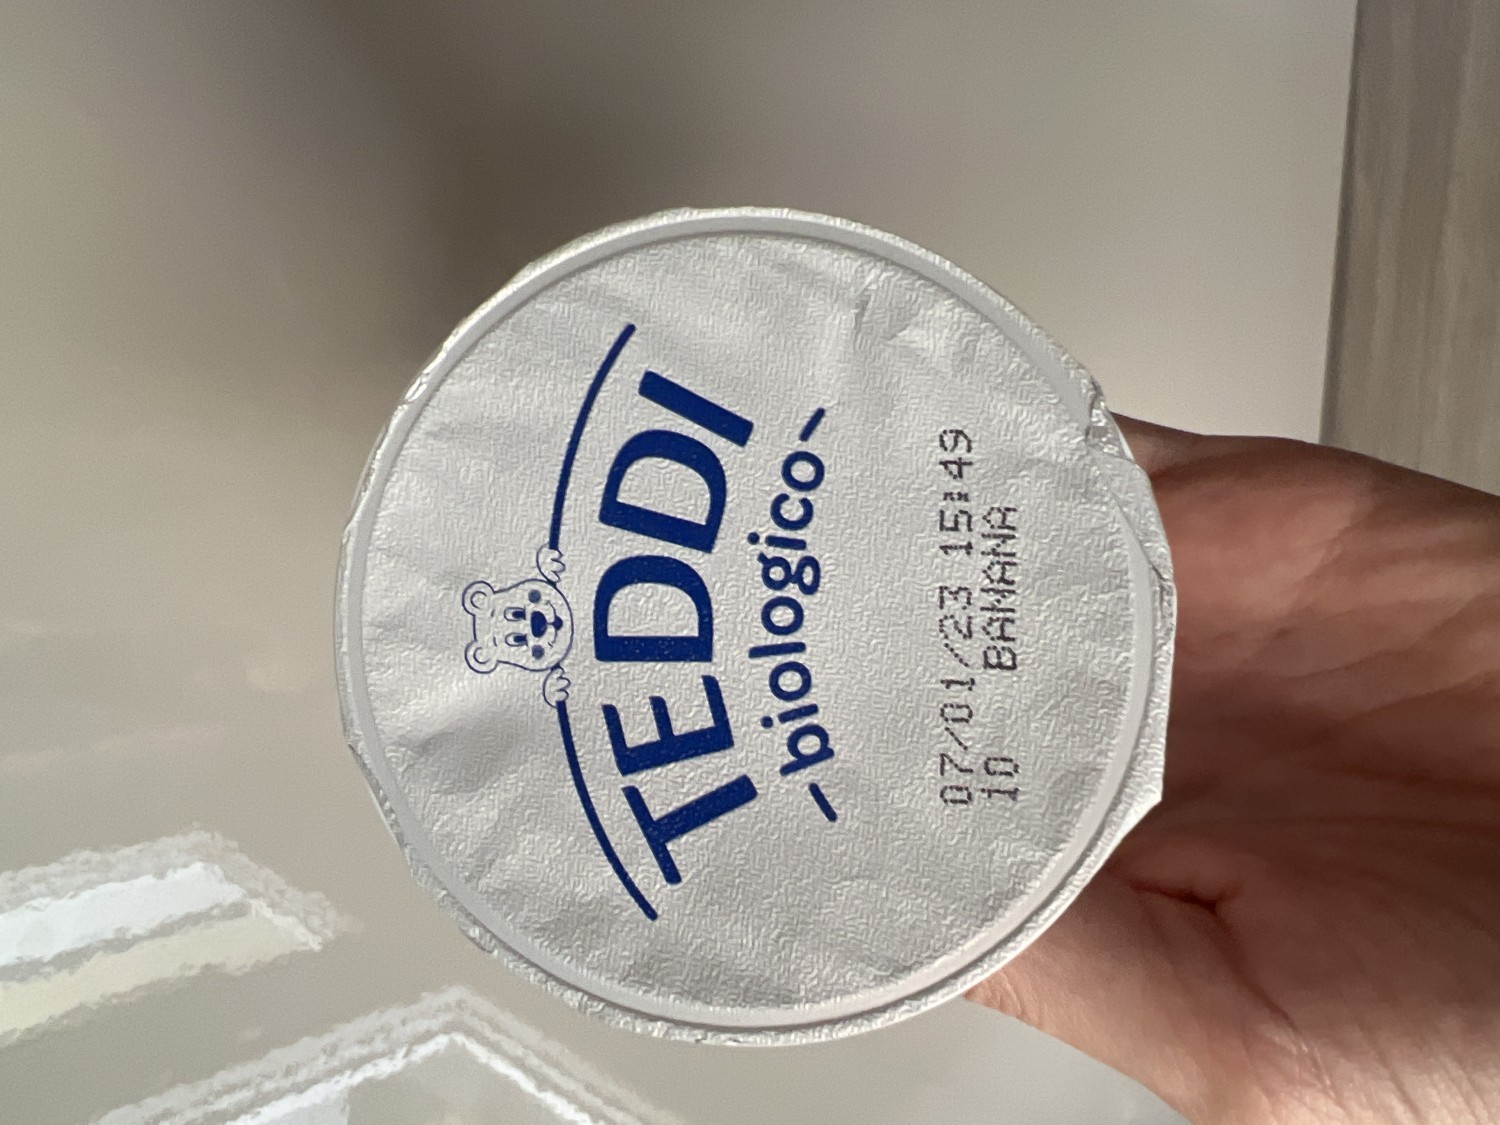 TEDDI
-biologico-
07/01/23 15:49
10 BANANA